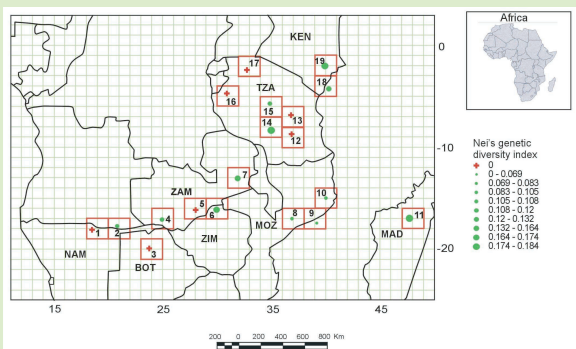 KEN
0
19
17
18
TZA
16
15
13
14
12
-10
7
ZAM
10
5
4
6
8
9
11
MOZ
1
2
ZIM
MAD
NAM
3
-20
BOT
15
25
35
45
200 0 200 400 600 800 Km
Africa
Nei's genetic
diversity index
0
0 - 0.069
0.069 - 0.083
0.083 - 0.105
0.105 - 0.108
0.108 - 0.12
0.12 - 0.132
0.132 - 0.164
0.164 - 0.174
0.174 - 0.184